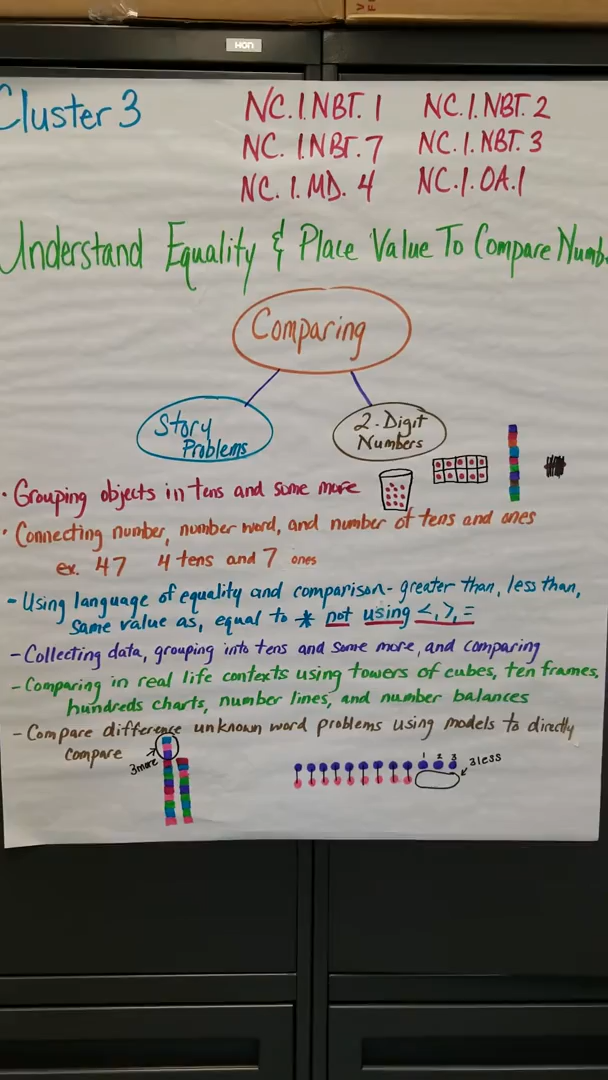 HON
Cluster 3
NC.1.NBT.1 NC.1.NBT.2
NC.1.NBT.7 NC.1.NBT.3
NC.1.MD.4 NC.1.OA.1
Understand Equality & Place Value To Compare Numb
Comparing
Story Problems
2-Digit Numbers
· Grouping objects in tens and some more
· Connecting number, number word, and number of tens and ones
ex. 47 4 tens and 7 ones
- Using language of equality and comparison- greater than, less than,
same value as, equal to * not using <, >, =
- Collecting data, grouping into tens and some more, and comparing
- Comparing in real life contexts using towers of cubes, ten frames,
hundreds charts, number lines, and number balances
- Compare difference unknown word problems using models to directly
compare
3 more
1 2 3
3 less